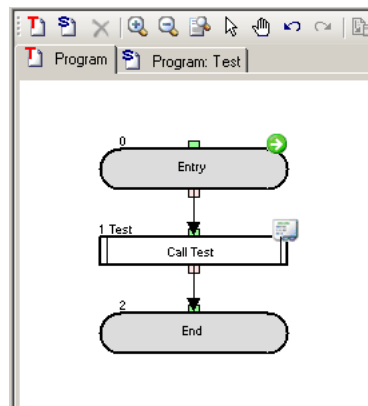 Program
Program: Test
0
Entry
1 Test
Call Test
2
End